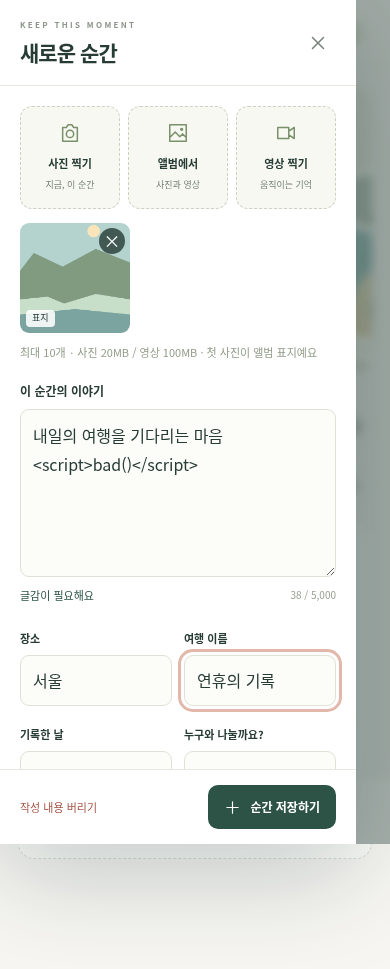 KEEP THIS MOMENT
새로운 순간
사진 찍기
지금, 이 순간
앨범에서
사진과 영상
영상 찍기
움직이는 기억
표지
최대 10개 · 사진 20MB / 영상 100MB · 첫 사진이 앨범 표지예요
이 순간의 이야기
내일의 여행을 기다리는 마음
<script>bad()</script>
글감이 필요해요
38 / 5,000
장소
여행 이름
서울
연휴의 기록
기록한 날
누구와 나눌까요?
작성 내용 버리기
순간 저장하기